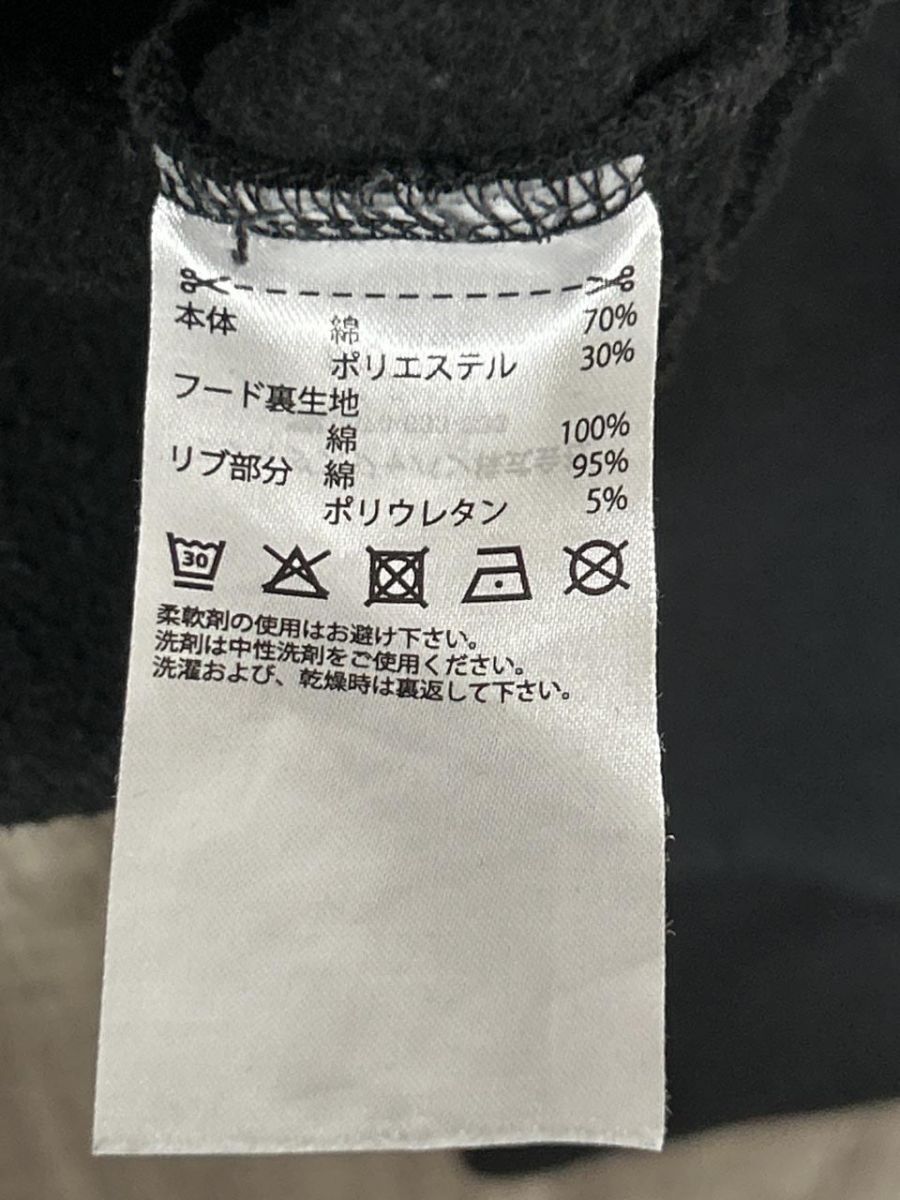 本体 綿 70%
ポリエステル 30%
フード裏生地
綿 100%
リブ部分 綿 95%
ポリウレタン 5%
30
柔軟剤の使用はお避け下さい。
洗剤は中性洗剤をご使用ください。
洗濯および、乾燥時は裏返して下さい。